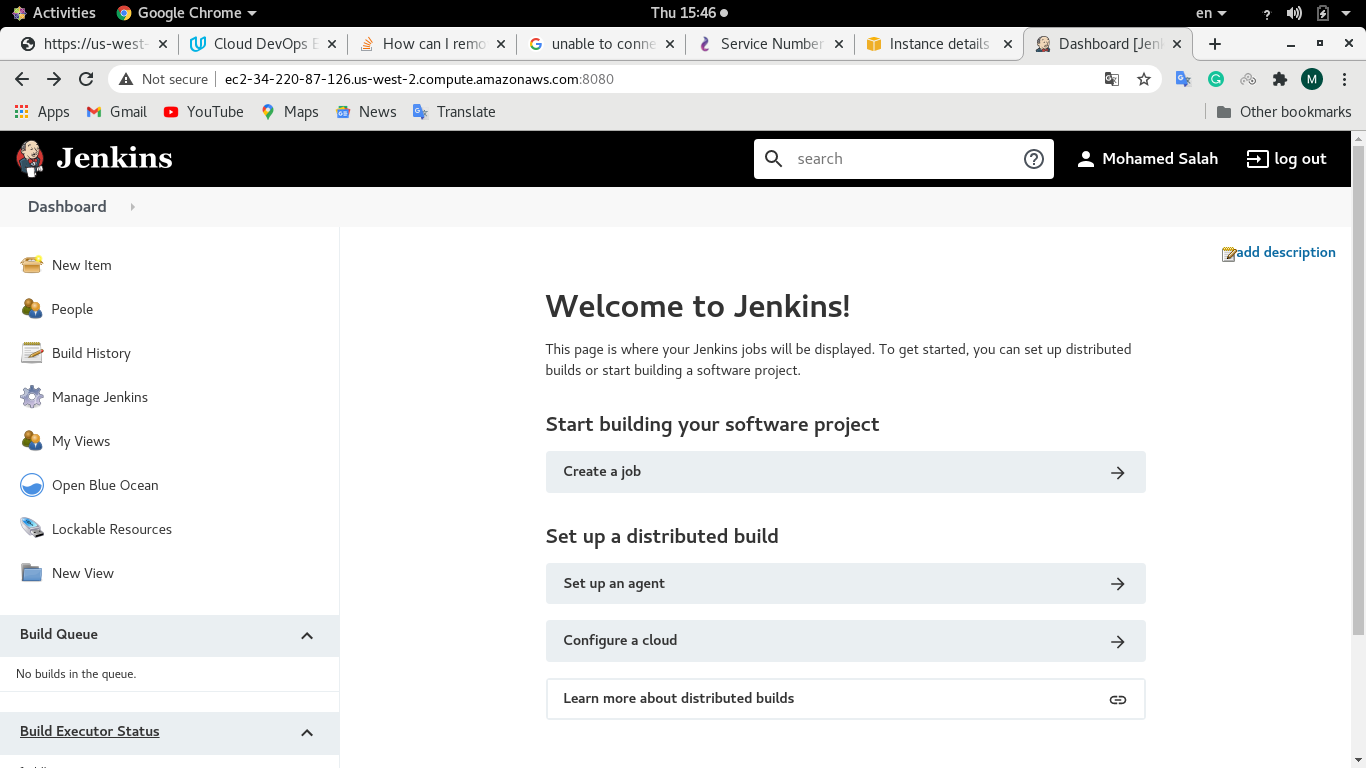 Activities Google Chrome Thu 15:46 en
https://us-west- Cloud DevOps E How can I remo unable to conne Service Number Instance details Dashboard [Jenk
Not secure ec2-34-220-87-126.us-west-2.compute.amazonaws.com:8080 M
Apps Gmail YouTube Maps News Translate Other bookmarks
Jenkins search Mohamed Salah log out
Dashboard
add description
New Item
People
Build History
Manage Jenkins
My Views
Open Blue Ocean
Lockable Resources
New View
Build Queue
No builds in the queue.
Build Executor Status
Welcome to Jenkins!
This page is where your Jenkins jobs will be displayed. To get started, you can set up distributed
builds or start building a software project.
Start building your software project
Create a job
Set up a distributed build
Set up an agent
Configure a cloud
Learn more about distributed builds